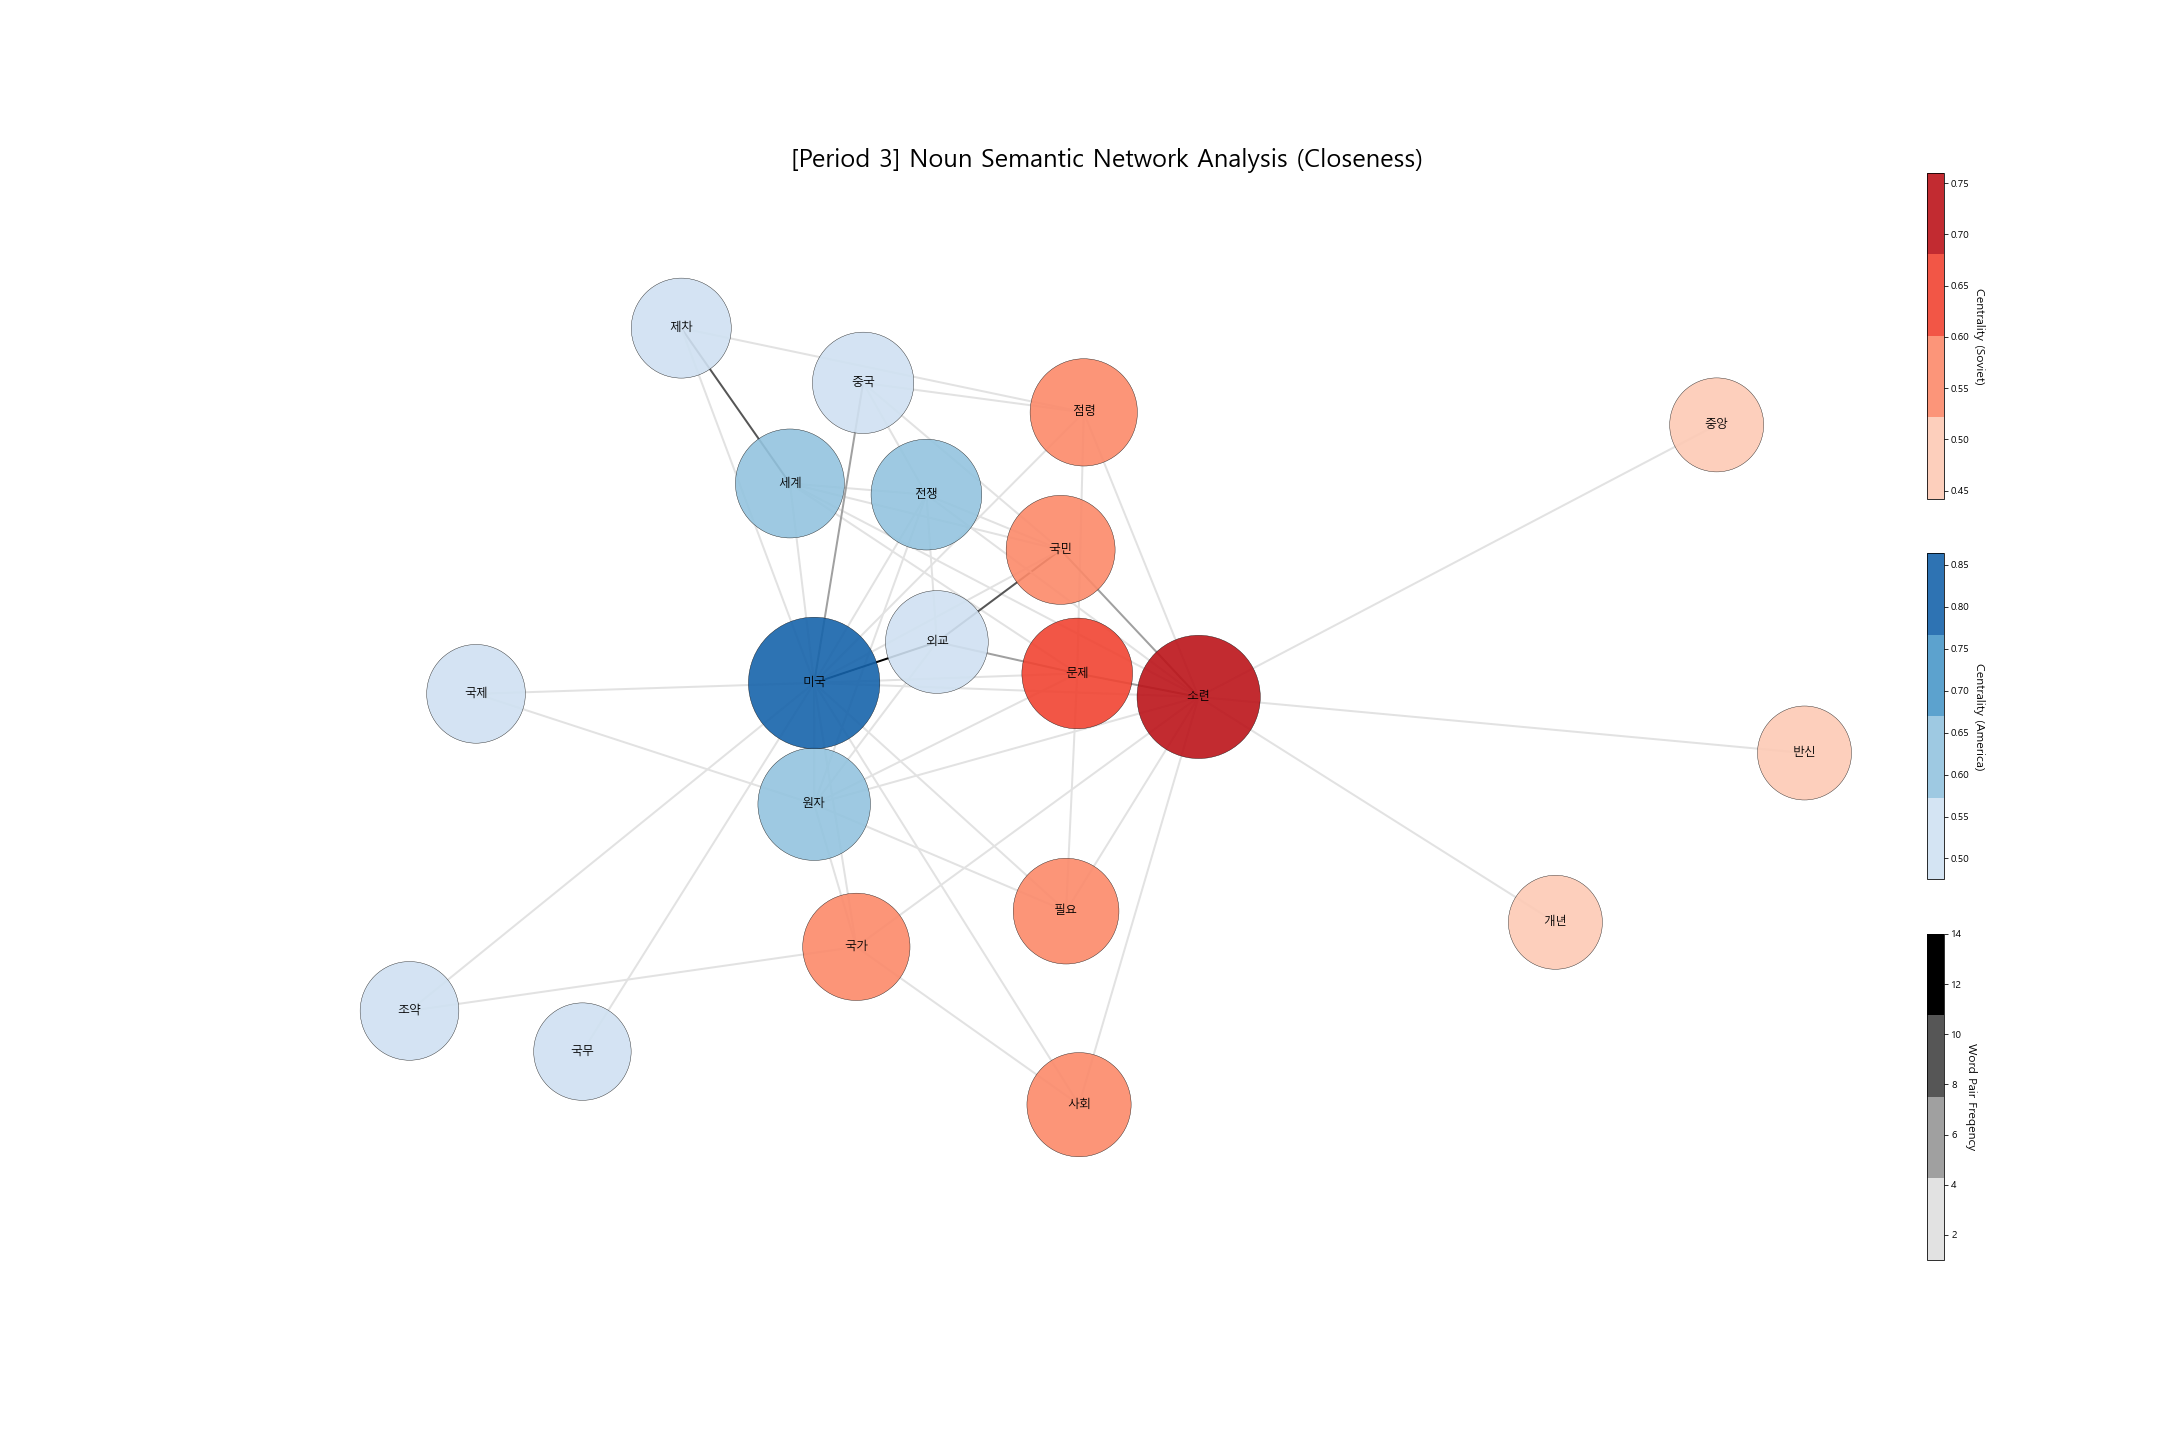 [Period 3] Noun Semantic Network Analysis (Closeness)
제차
중국
점령
중앙
세계
전쟁
국민
외교
문제
소련
국제
미국
반신
원자
필요
개년
국가
조약
국무
사회
0.75
0.70
0.65
0.60
0.55
0.50
0.45
Centrality (Soviet)
0.85
0.80
0.75
0.70
0.65
0.60
0.55
0.50
Centrality (America)
14
12
10
8
6
4
2
Word Pair Freqency